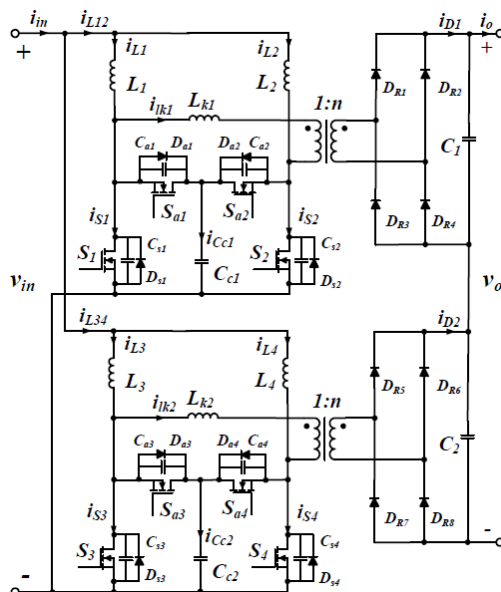 i_in i_L12 i_D1 i_o
+ i_L1 i_L2 +
L_1 L_2 1:n D_R1 D_R2
i_lk1 L_k1
C_a1 D_a1 D_a2 C_a2 C_1
S_a1 S_a2
i_S1 i_Cc1 i_S2 D_R3 D_R4
S_1 C_s1 S_2 C_s2
v_in D_s1 C_c1 D_s2 v_o
i_L34 i_D2
i_L3 i_L4
L_3 L_4 1:n D_R5 D_R6
i_lk2 L_k2
C_a3 D_a3 D_a4 C_a4 C_2
S_a3 S_a4
i_S3 i_Cc2 i_S4 D_R7 D_R8
S_3 C_s3 S_4 C_s4 -
- D_s3 C_c2 D_s4